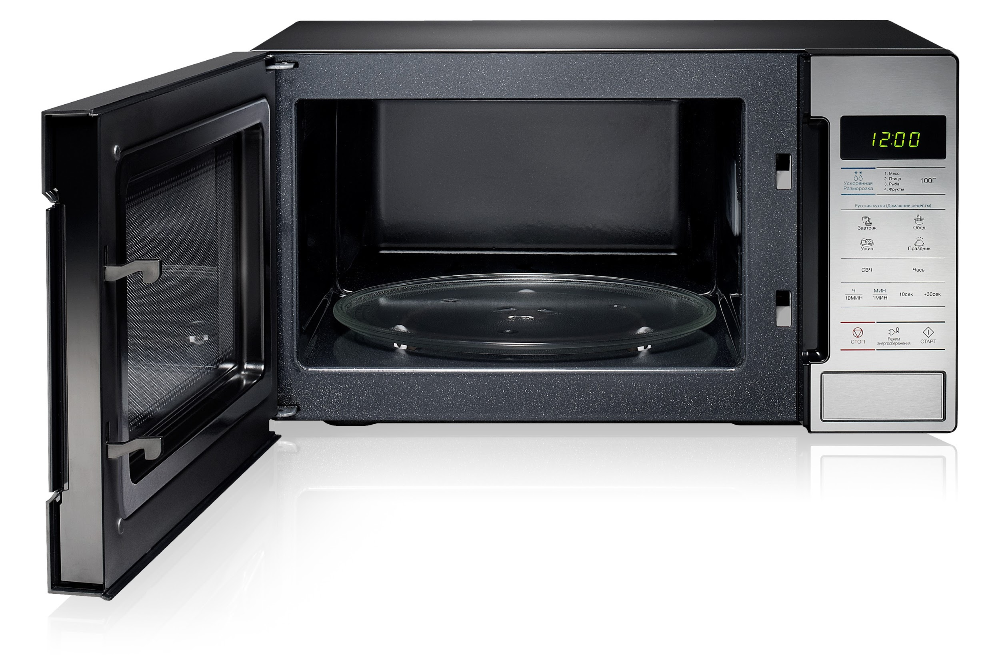 12:00
Ускоренная
Разморозка
1. Мясо
2. Птица
3. Рыба
4. Фрукты
100Г
Русская кухня (Домашние рецепты)
Завтрак
Обед
Ужин
Праздник
СВЧ
Часы
Ч
10МИН
МИН
1МИН
10сек
+30сек
СТОП
Режим
энергосбережения
СТАРТ